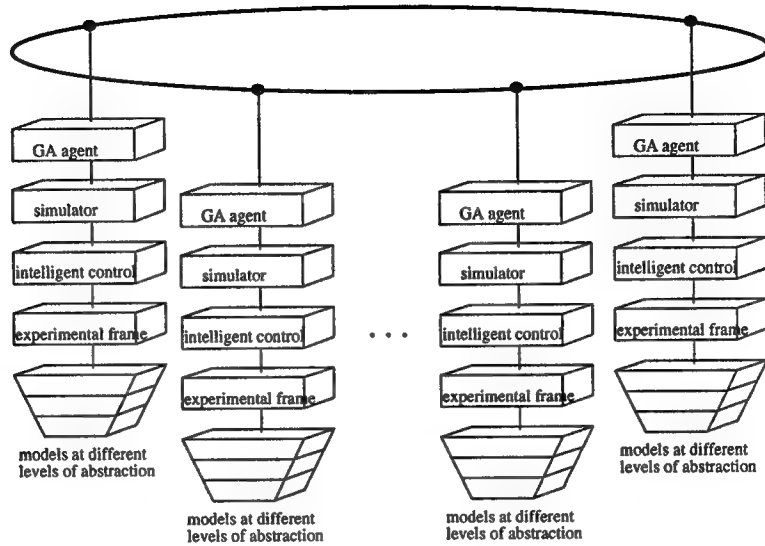 GA agent
simulator
intelligent control
experimental frame
models at different
levels of abstraction
GA agent
simulator
intelligent control
experimental frame
models at different
levels of abstraction
. . .
GA agent
simulator
intelligent control
experimental frame
models at different
levels of abstraction
GA agent
simulator
intelligent control
experimental frame
models at different
levels of abstraction